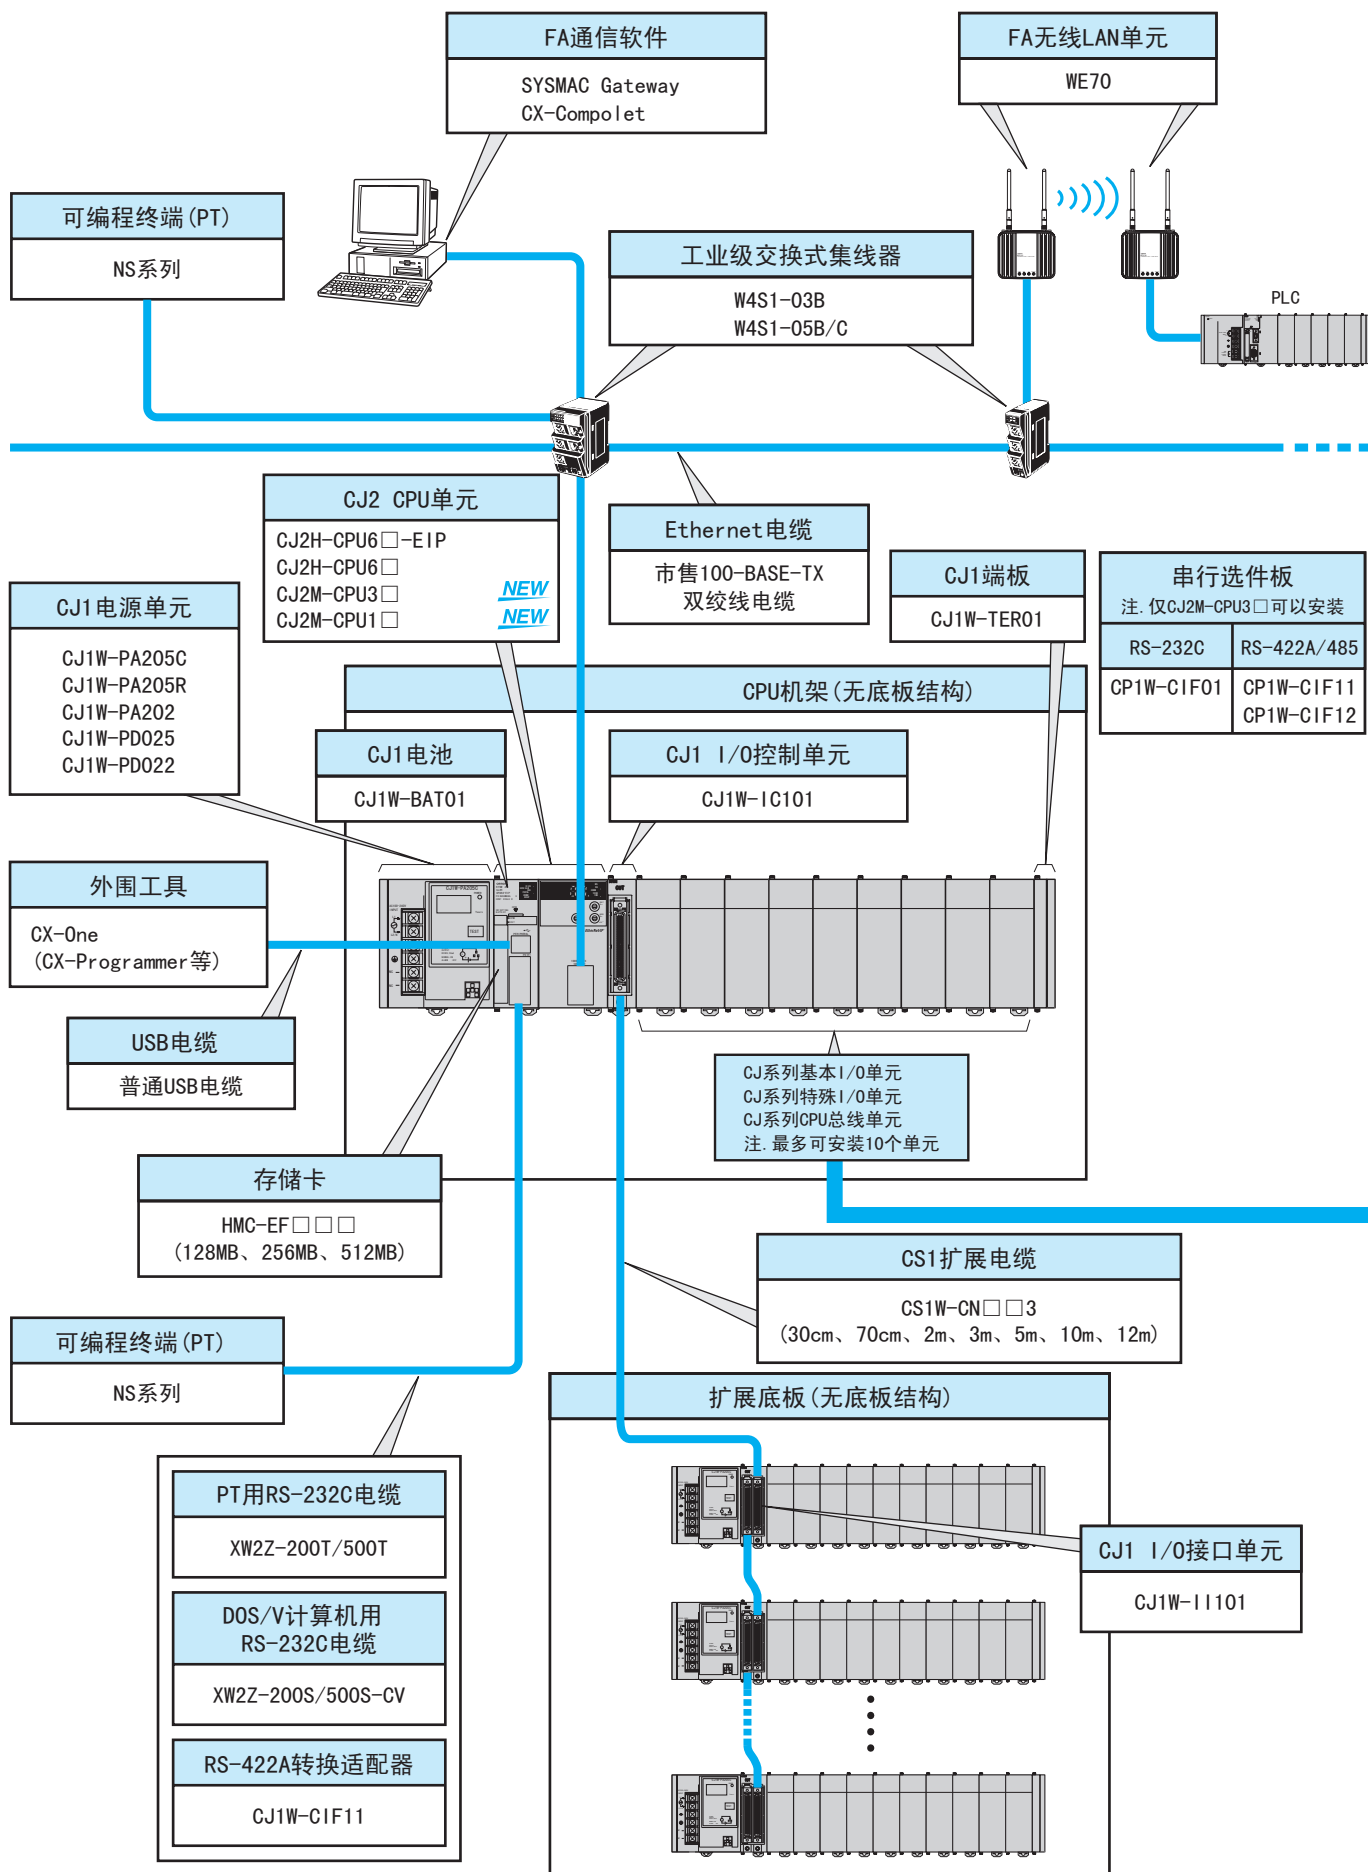 FA通信软件
SYSMAC Gateway
CX-Compolet
FA无线LAN单元
WE70
可编程终端(PT)
NS系列
工业级交换式集线器
W4S1-03B
W4S1-05B/C
PLC
CJ2 CPU单元
CJ2H-CPU6□-EIP
CJ2H-CPU6□
CJ2M-CPU3□ NEW
CJ2M-CPU1□ NEW
Ethernet电缆
市售100-BASE-TX
双绞线电缆
CJ1端板
CJ1W-TER01
串行选件板
注.仅CJ2M-CPU3□可以安装
RS-232C RS-422A/485
CP1W-CIF01 CP1W-CIF11
CP1W-CIF12
CJ1电源单元
CJ1W-PA205C
CJ1W-PA205R
CJ1W-PA202
CJ1W-PD025
CJ1W-PD022
CPU机架(无底板结构)
CJ1电池
CJ1W-BAT01
CJ1 I/O控制单元
CJ1W-IC101
外围工具
CX-One
(CX-Programmer等)
CJ1W-PA205C
OUT
USB电缆
普通USB电缆
CJ系列基本I/O单元
CJ系列特殊I/O单元
CJ系列CPU总线单元
注.最多可安装10个单元
存储卡
HMC-EF□□□
(128MB、256MB、512MB)
CS1扩展电缆
CS1W-CN□□3
(30cm、70cm、2m、3m、5m、10m、12m)
可编程终端(PT)
NS系列
扩展底板(无底板结构)
PT用RS-232C电缆
XW2Z-200T/500T
DOS/V计算机用
RS-232C电缆
XW2Z-200S/500S-CV
RS-422A转换适配器
CJ1W-CIF11
CJ1 I/O接口单元
CJ1W-II101